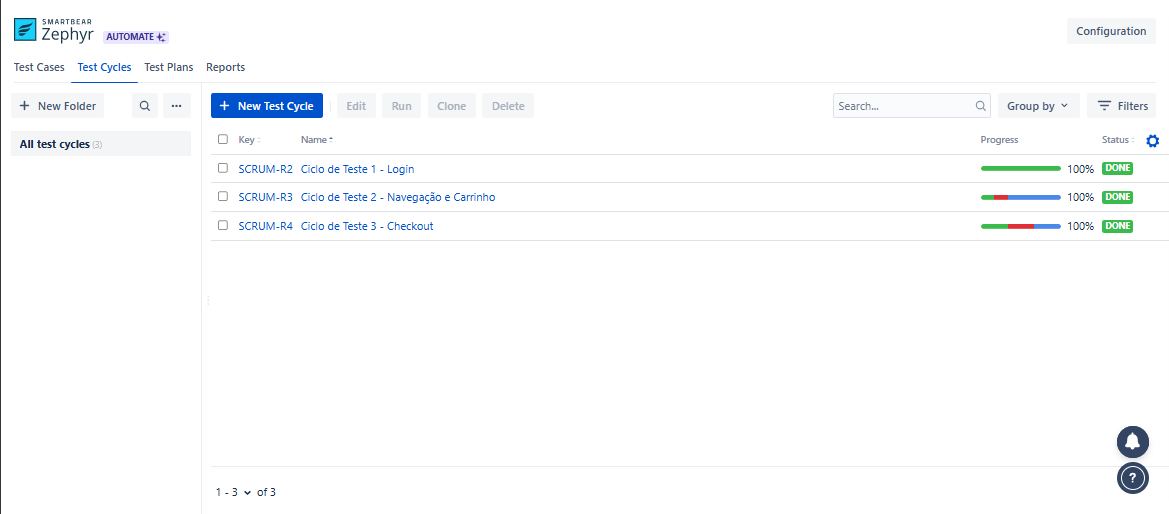 SMARTBEAR
Zephyr AUTOMATE
Configuration
Test Cases Test Cycles Test Plans Reports
+ New Folder ...
+ New Test Cycle Edit Run Clone Delete Search... Group by Filters
All test cycles (3)
Key Name Progress Status
SCRUM-R2 Ciclo de Teste 1 - Login 100% DONE
SCRUM-R3 Ciclo de Teste 2 - Navegação e Carrinho 100% DONE
SCRUM-R4 Ciclo de Teste 3 - Checkout 100% DONE
1 - 3 of 3
?